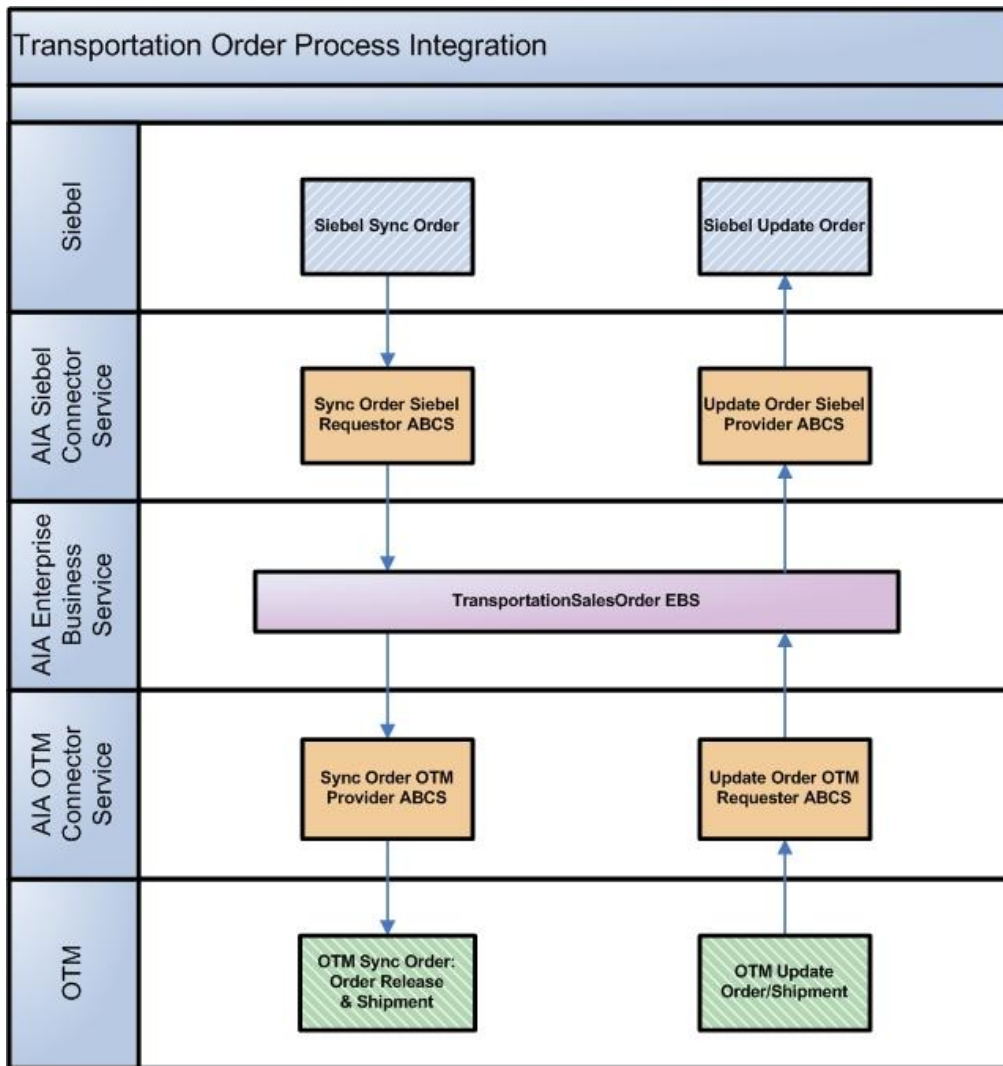 Transportation Order Process Integration
Siebel
Siebel Sync Order
Siebel Update Order
AIA Siebel
Connector
Service
Sync Order Siebel
Requestor ABCS
Update Order Siebel
Provider ABCS
AIA Enterprise
Business
Service
TransportationSalesOrder EBS
AIA OTM
Connector
Service
Sync Order OTM
Provider ABCS
Update Order OTM
Requester ABCS
OTM
OTM Sync Order:
Order Release
& Shipment
OTM Update
Order/Shipment